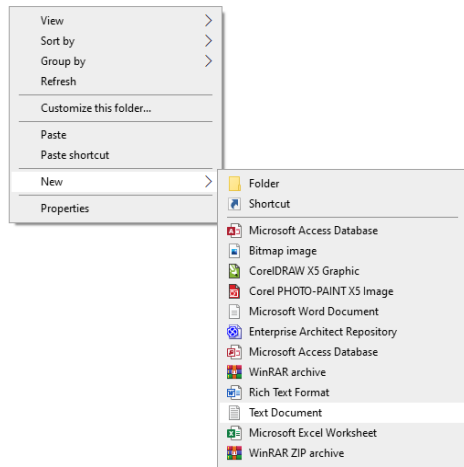 View
Sort by
Group by
Refresh
Customize this folder...
Paste
Paste shortcut
New
Properties
Folder
Shortcut
Microsoft Access Database
Bitmap image
CorelDRAW X5 Graphic
Corel PHOTO-PAINT X5 Image
Microsoft Word Document
Enterprise Architect Repository
Microsoft Access Database
WinRAR archive
Rich Text Format
Text Document
Microsoft Excel Worksheet
WinRAR ZIP archive